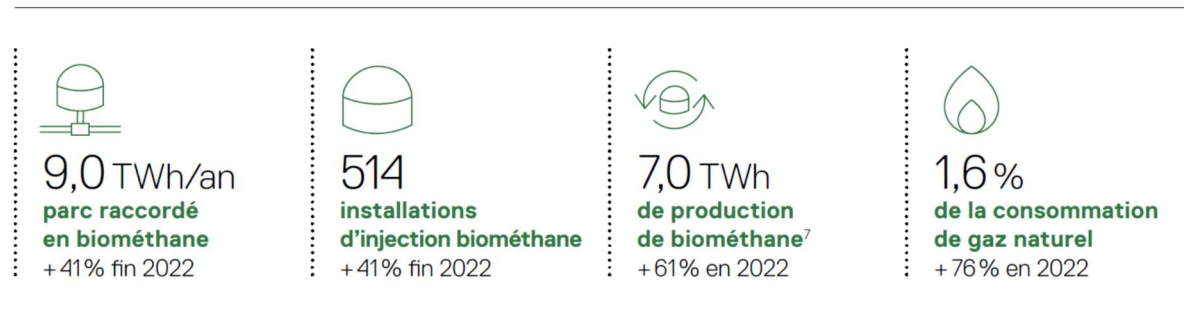 9,0 TWh/an
parc raccordé
en biométhane
+41% fin 2022
514
installations
d'injection biométhane
+41% fin 2022
7,0 TWh
de production
de biométhane⁷
+61% en 2022
1,6%
de la consommation
de gaz naturel
+76% en 2022